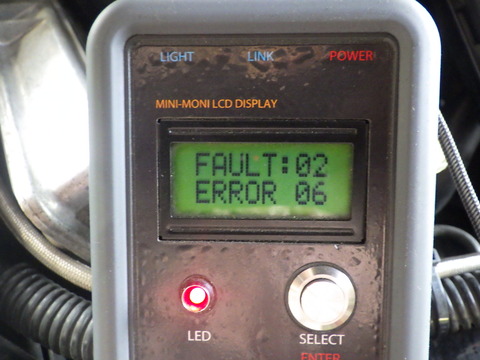 LIGHT LINK POWER
MINI-MONI LCD DISPLAY
FAULT:02
ERROR 06
LED SELECT
ENTER